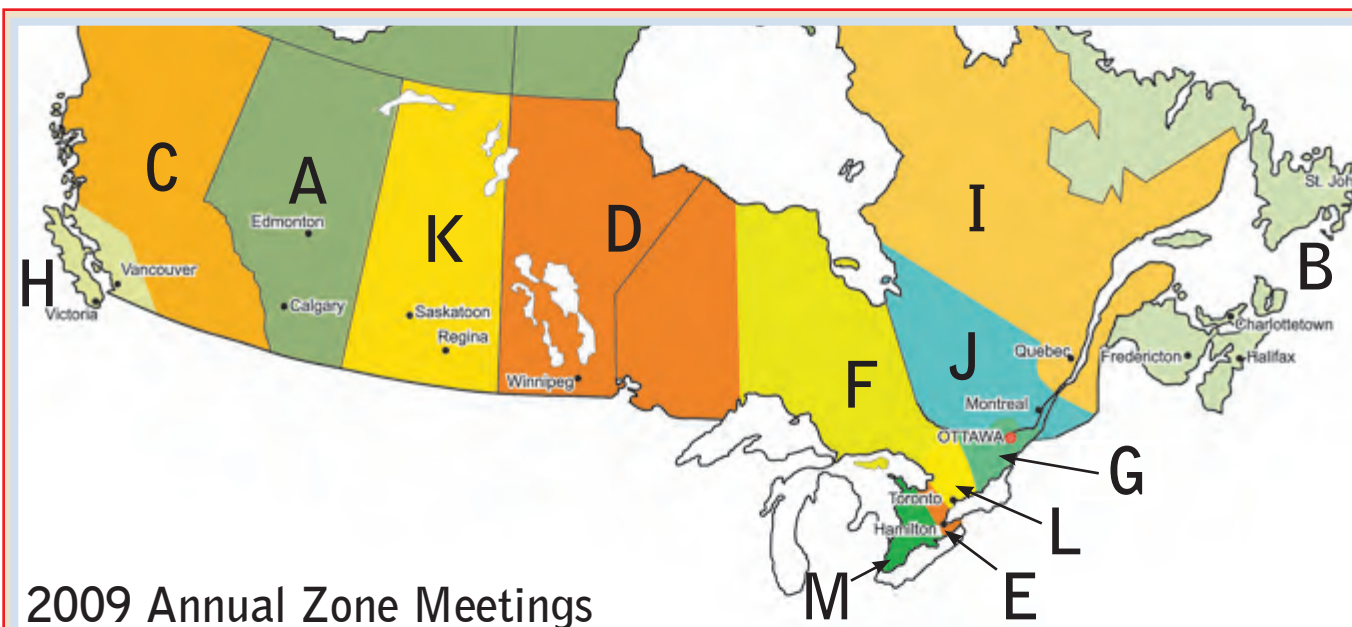 C
A
Edmonton
K
D
I
St. Joh
B
H
Vancouver
Victoria
Calgary
Saskatoon
Regina
Winnipeg
F
J
Quebec
Montreal
OTTAWA
Fredericton
Charlottetown
Halifax
G
Toronto
Hamilton
L
M
E
2009 Annual Zone Meetings